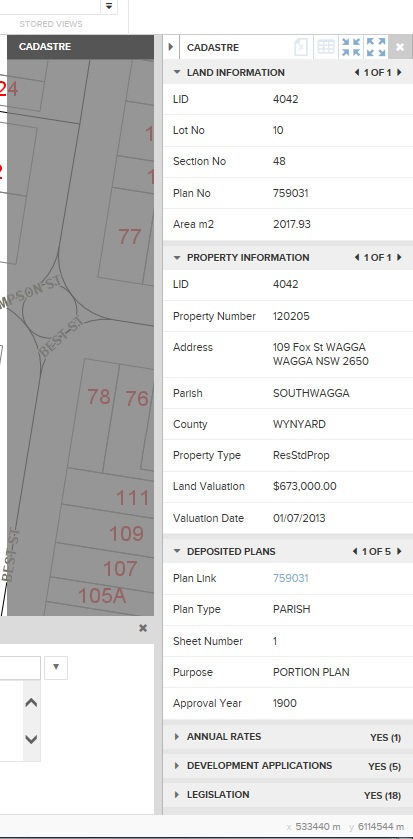 STORED VIEWS
CADASTRE
24
77
MPSON-ST
BEST-ST
78
76
111
109
107
105A
BEST-ST
CADASTRE
LAND INFORMATION 1 OF 1
LID 4042
Lot No 10
Section No 48
Plan No 759031
Area m2 2017.93
PROPERTY INFORMATION 1 OF 1
LID 4042
Property Number 120205
Address 109 Fox St WAGGA
WAGGA NSW 2650
Parish SOUTHWAGGA
County WYNYARD
Property Type ResStdProp
Land Valuation $673,000.00
Valuation Date 01/07/2013
DEPOSITED PLANS 1 OF 5
Plan Link 759031
Plan Type PARISH
Sheet Number 1
Purpose PORTION PLAN
Approval Year 1900
ANNUAL RATES YES (1)
DEVELOPMENT APPLICATIONS YES (5)
LEGISLATION YES (18)
x 533440 m y 6114544 m